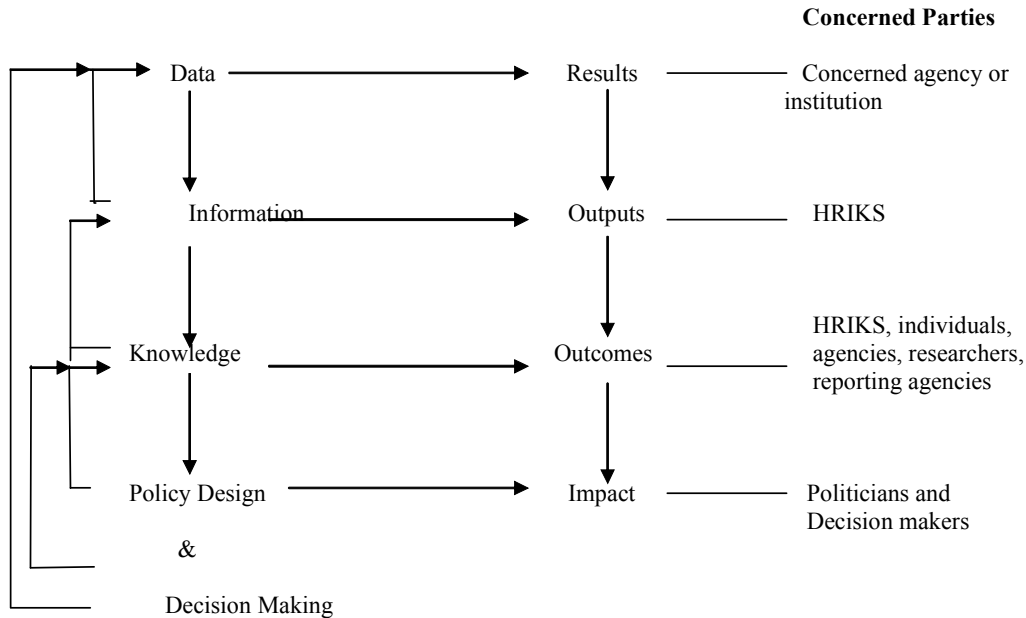 Concerned Parties
Data
Results
Concerned agency or
institution
Information
Outputs
HRIKS
Knowledge
Outcomes
HRIKS, individuals,
agencies, researchers,
reporting agencies
Policy Design
Impact
Politicians and
Decision makers
&
Decision Making